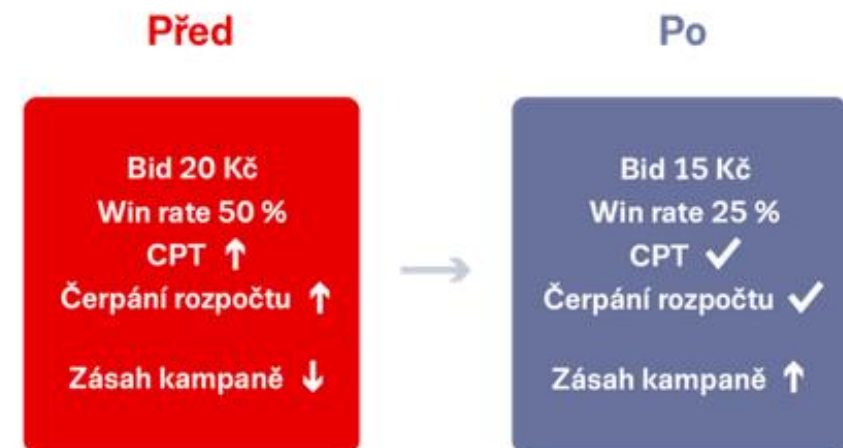 Před
Bid 20 Kč
Win rate 50 %
CPT ↑
Čerpání rozpočtu ↑
Zásah kampaně ↓
→
Po
Bid 15 Kč
Win rate 25 %
CPT ✓
Čerpání rozpočtu ✓
Zásah kampaně ↑